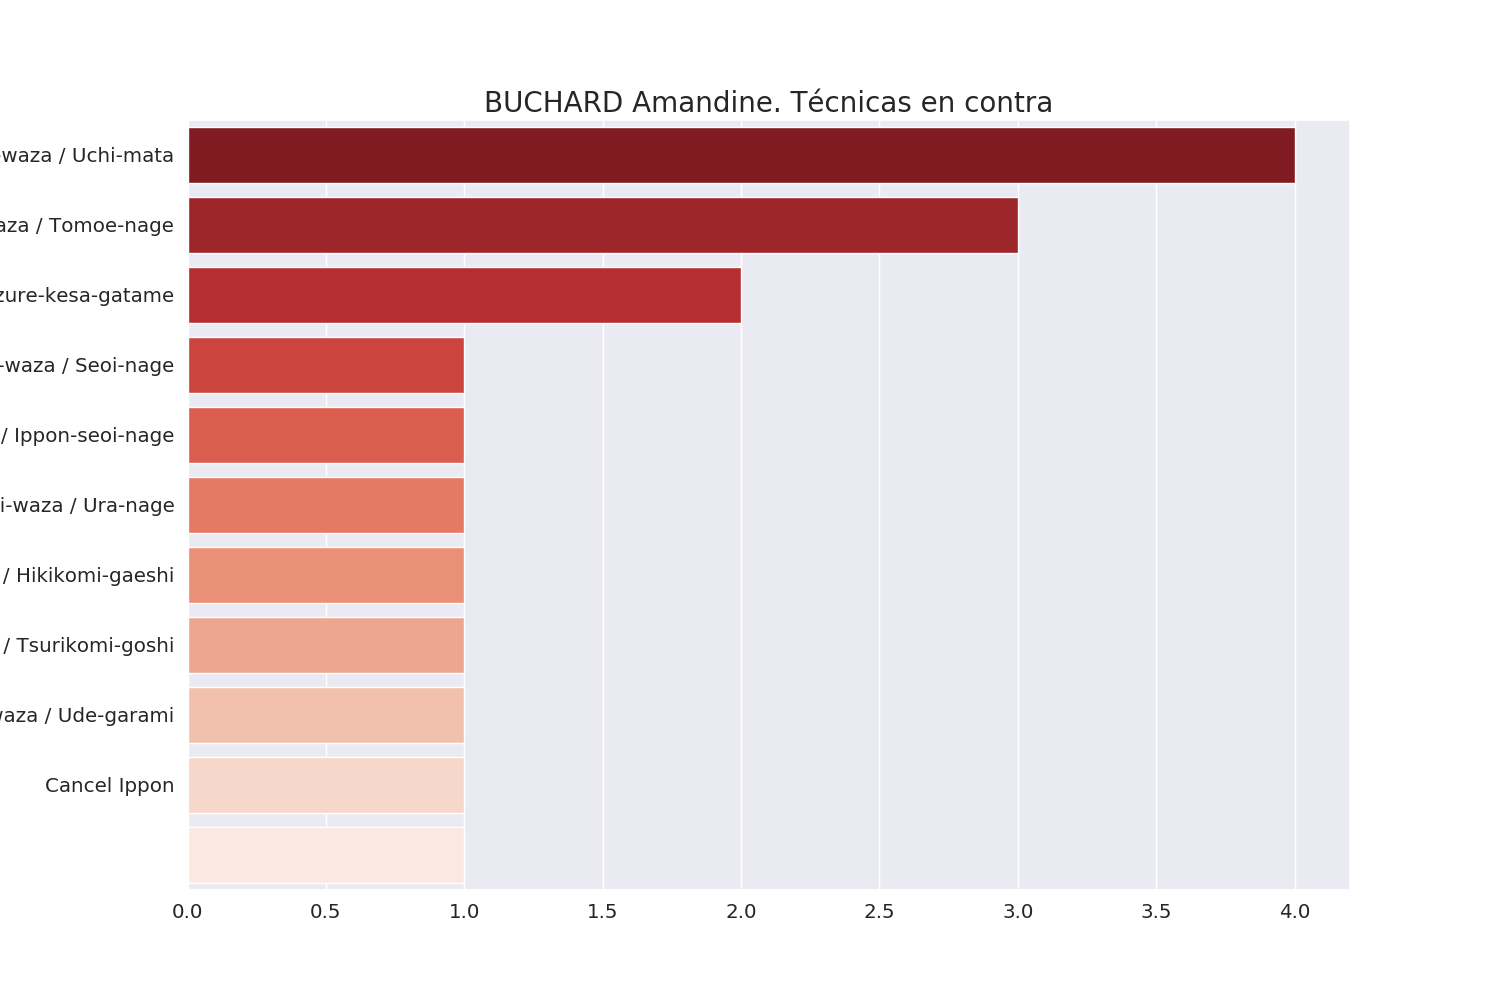 BUCHARD Amandine. Técnicas en contra
-waza / Uchi-mata
aza / Tomoe-nage
zure-kesa-gatame
-waza / Seoi-nage
/ Ippon-seoi-nage
i-waza / Ura-nage
/ Hikikomi-gaeshi
/ Tsurikomi-goshi
waza / Ude-garami
Cancel Ippon
0.0 0.5 1.0 1.5 2.0 2.5 3.0 3.5 4.0